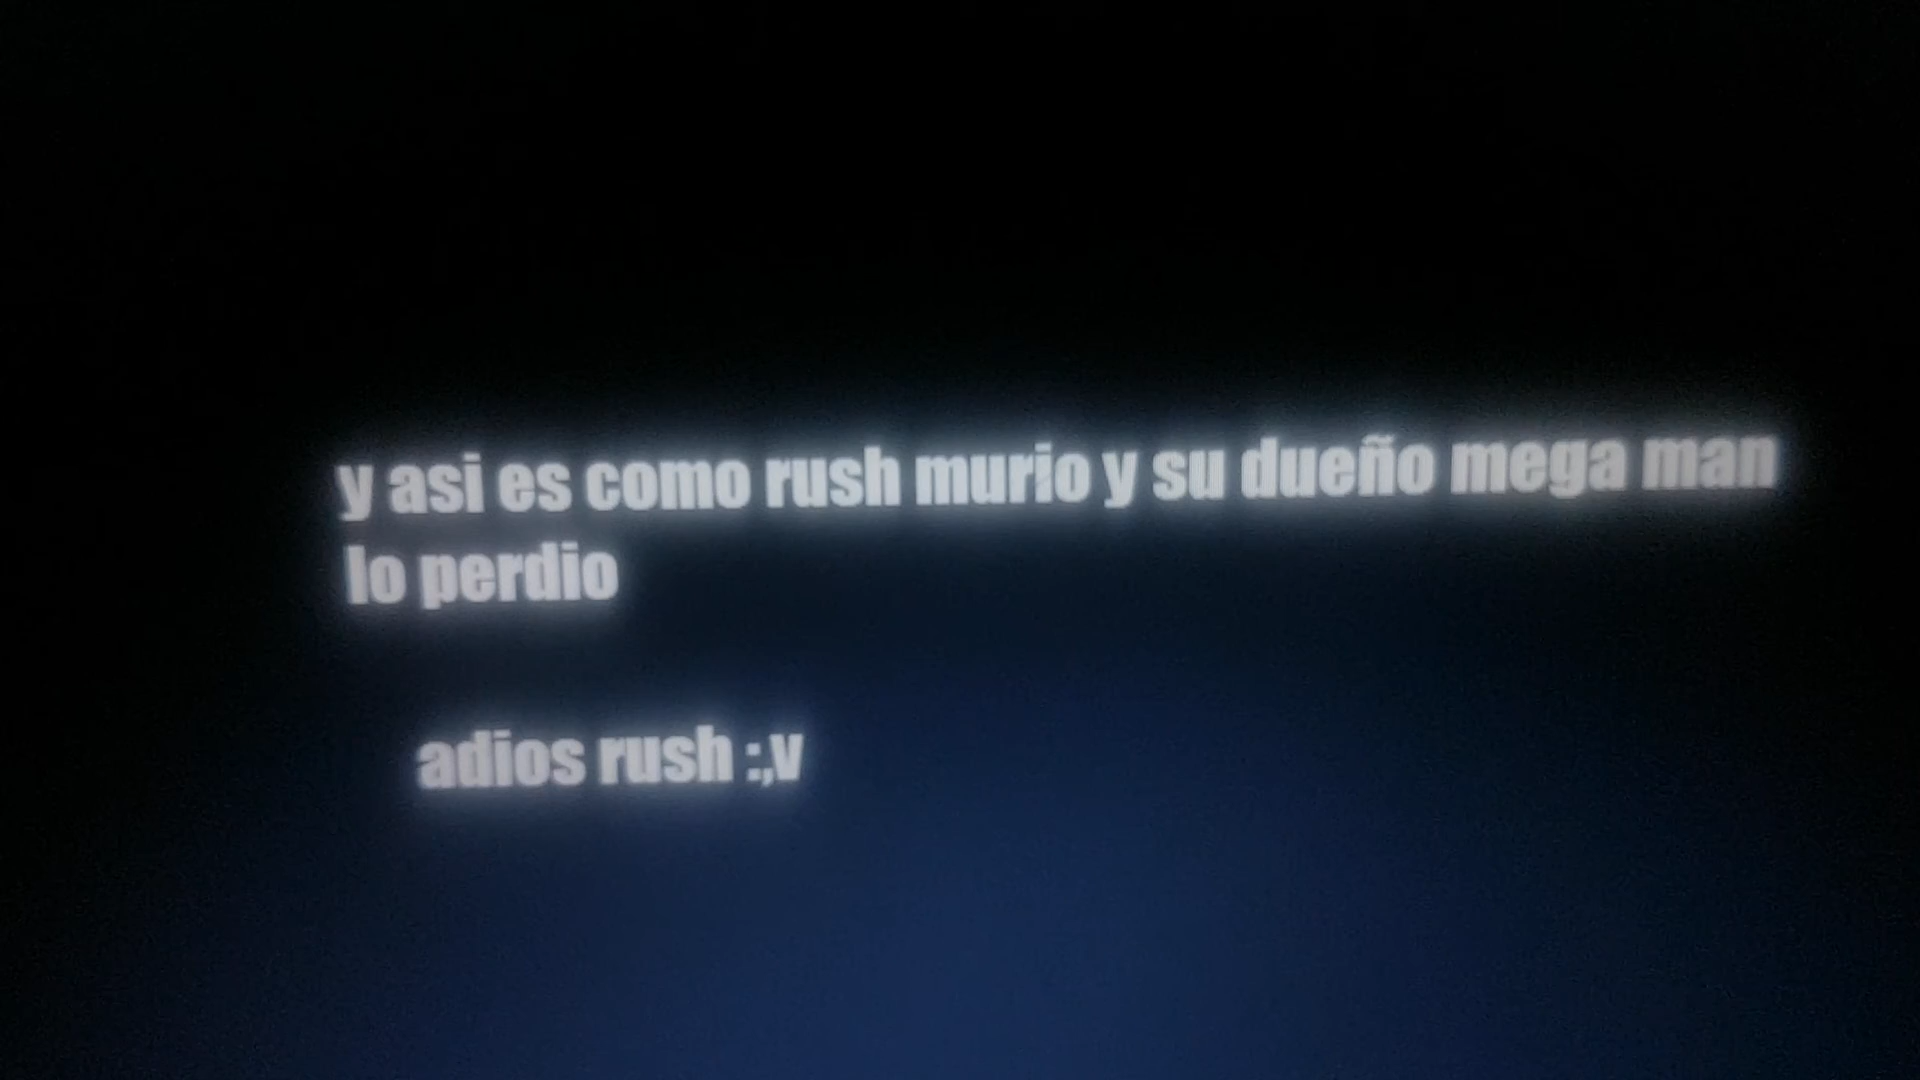 y asi es como rush murio y su dueño mega man
lo perdio
adios rush :,v